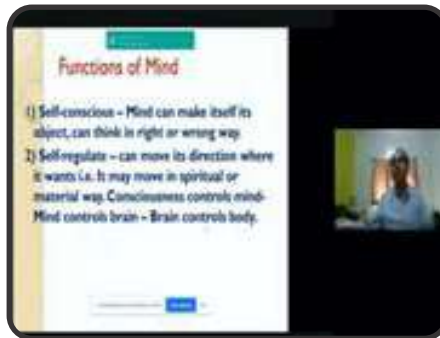 Functions of Mind
1) Self-conscious – Mind can make itself its
object, can think in right or wrong way.
2) Self-regulate – can move its direction where
it wants i.e. It may move in spiritual or
material way. Consciousness controls mind-
Mind controls brain – Brain controls body.